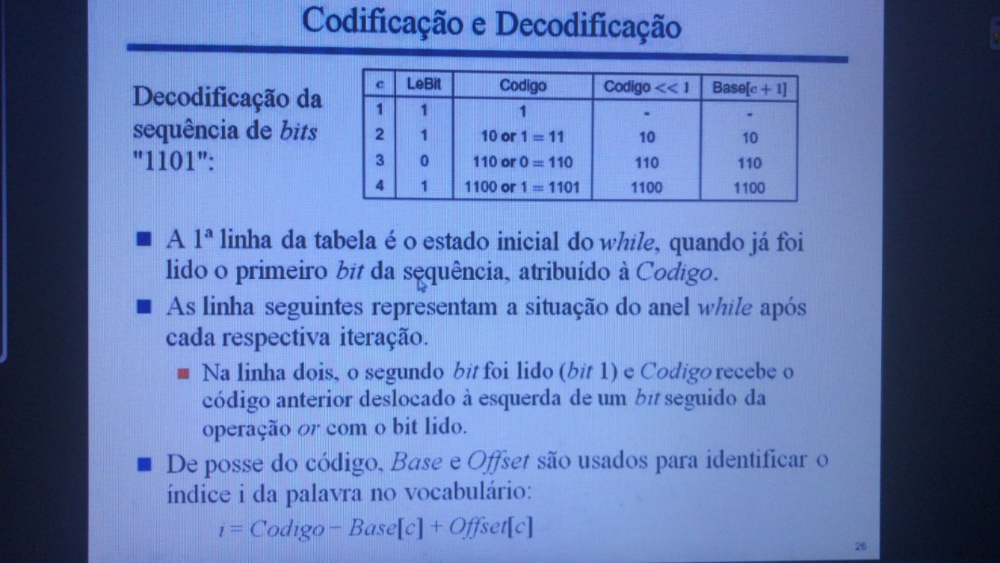 Codificação e Decodificação
Decodificação da
sequência de bits
"1101":
c LeBit Codigo Codigo << 1 Base[c + 1]
1 1 1 - -
2 1 10 or 1 = 11 10 10
3 0 110 or 0 = 110 110 110
4 1 1100 or 1 = 1101 1100 1100
■ A 1ª linha da tabela é o estado inicial do while, quando já foi
lido o primeiro bit da sequência, atribuído à Codigo.
■ As linha seguintes representam a situação do anel while após
cada respectiva iteração.
■ Na linha dois, o segundo bit foi lido (bit 1) e Codigo recebe o
código anterior deslocado à esquerda de um bit seguido da
operação or com o bit lido.
■ De posse do código, Base e Offset são usados para identificar o
índice i da palavra no vocabulário:
i = Codigo − Base[c] + Offset[c]
26